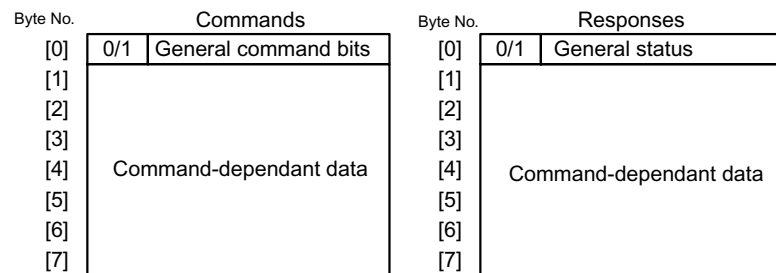 Byte No. Commands Byte No. Responses
[0] 0/1 General command bits [0] 0/1 General status
[1] [1]
[2] [2]
[3] [3]
[4] Command-dependant data [4] Command-dependant data
[5] [5]
[6] [6]
[7] [7]